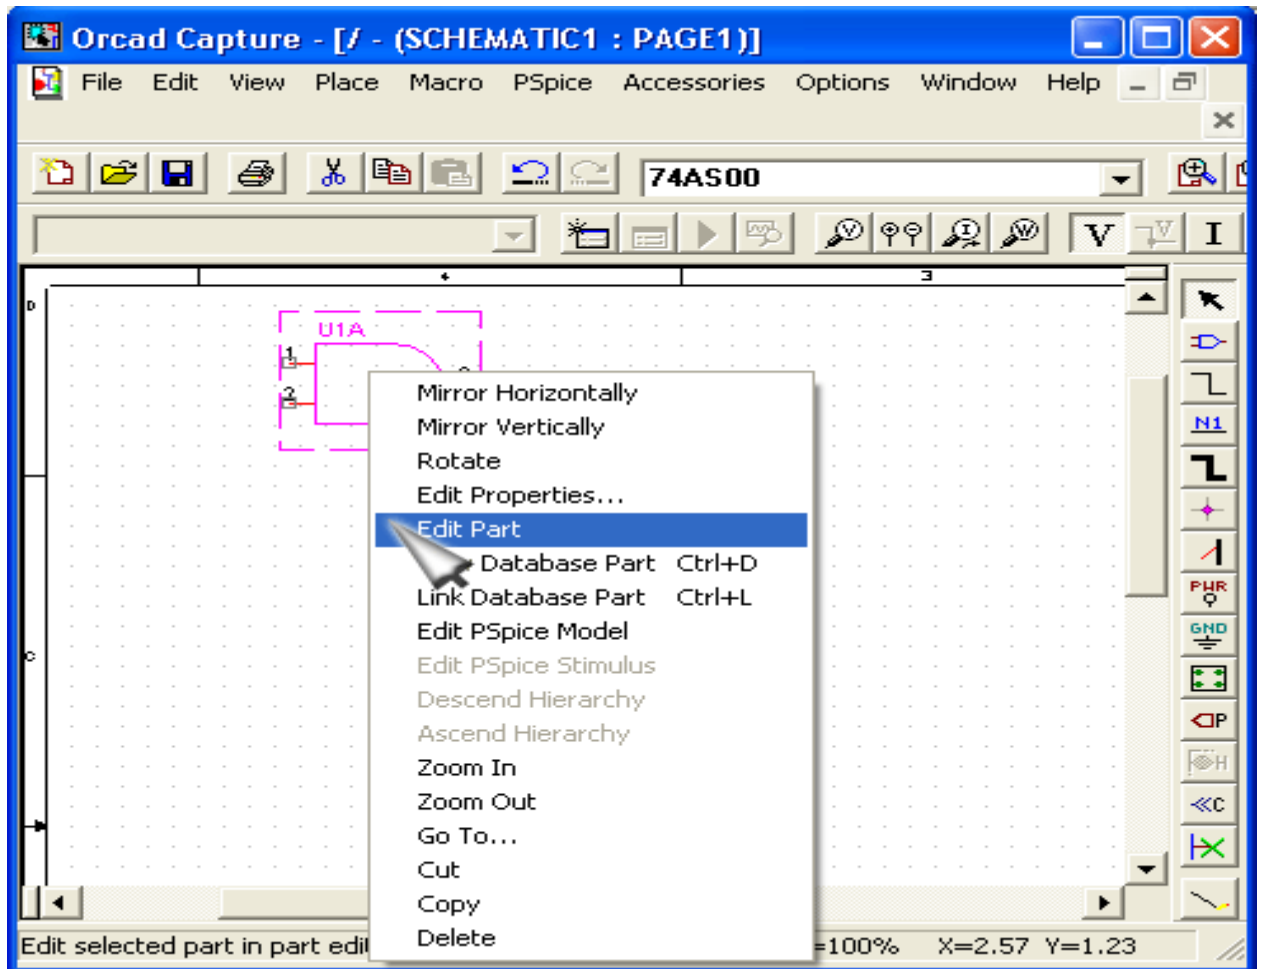 Orcad Capture - [/ - (SCHEMATIC1 : PAGE1)]
File Edit View Place Macro PSpice Accessories Options Window Help
74AS00
V V I
4 3
D
U1A
1
2
Mirror Horizontally
Mirror Vertically
Rotate
Edit Properties...
Edit Part
Database Part Ctrl+D
Link Database Part Ctrl+L
Edit PSpice Model
Edit PSpice Stimulus
Descend Hierarchy
Ascend Hierarchy
Zoom In
Zoom Out
Go To...
Cut
Copy
Delete
C
N1
PWR
GND
P
H
C
Edit selected part in part edi =100% X=2.57 Y=1.23